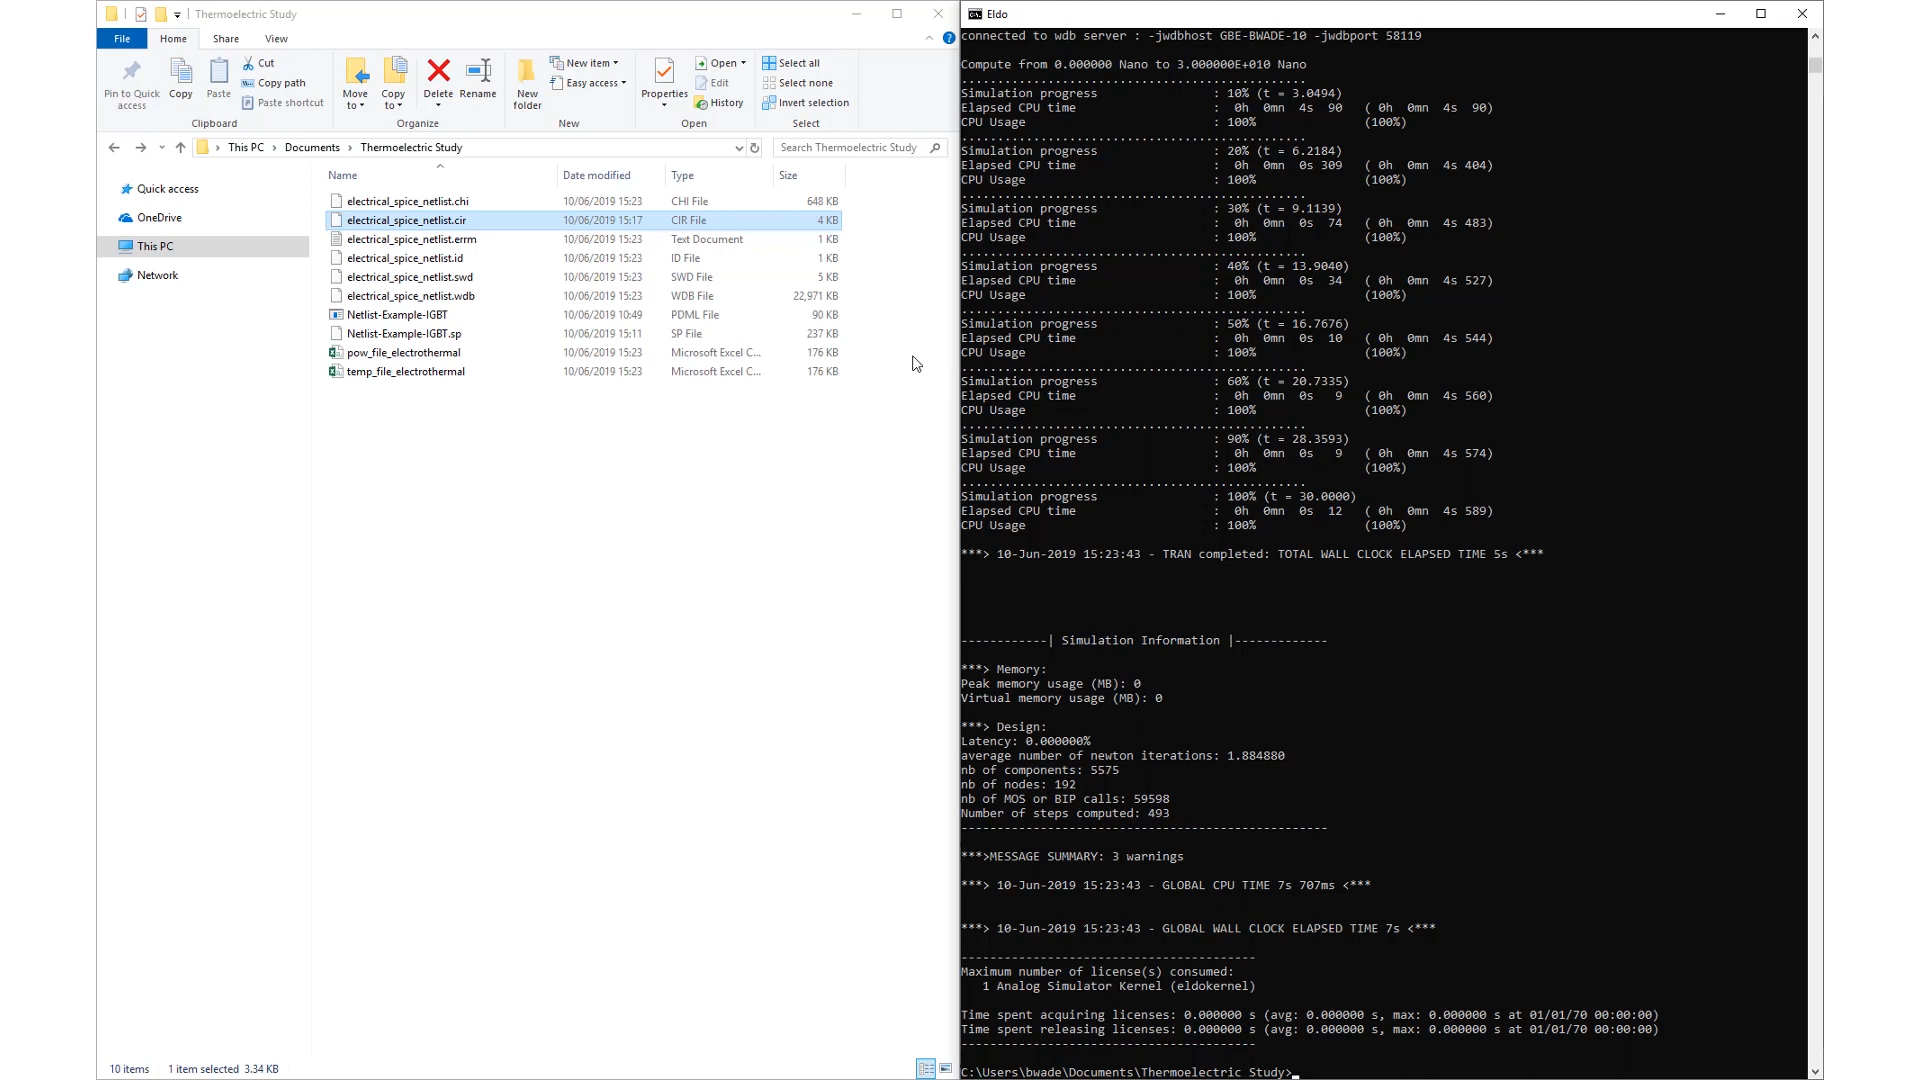 Thermoelectric Study
File Home Share View
Pin to Quick access
Copy
Paste
Cut
Copy path
Paste shortcut
Clipboard
Move to
Copy to
Delete
Rename
Organize
New folder
New item
Easy access
New
Properties
Open
Edit
History
Open
Select all
Select none
Invert selection
Select
This PC > Documents > Thermoelectric Study
Search Thermoelectric Study
Quick access
OneDrive
This PC
Network
Name Date modified Type Size
electrical_spice_netlist.chi 10/06/2019 15:23 CHI File 648 KB
electrical_spice_netlist.cir 10/06/2019 15:17 CIR File 4 KB
electrical_spice_netlist.errm 10/06/2019 15:23 Text Document 1 KB
electrical_spice_netlist.id 10/06/2019 15:23 ID File 1 KB
electrical_spice_netlist.swd 10/06/2019 15:23 SWD File 5 KB
electrical_spice_netlist.wdb 10/06/2019 15:23 WDB File 22,971 KB
Netlist-Example-IGBT 10/06/2019 10:49 PDML File 90 KB
Netlist-Example-IGBT.sp 10/06/2019 15:11 SP File 237 KB
pow_file_electrothermal 10/06/2019 15:23 Microsoft Excel C... 176 KB
temp_file_electrothermal 10/06/2019 15:23 Microsoft Excel C... 176 KB
10 items 1 item selected 3.34 KB
Eldo
connected to wdb server : -jwdbhost GBE-BWADE-10 -jwdbport 58119
Compute from 0.000000 Nano to 3.000000E+010 Nano
................................................
Simulation progress : 10% (t = 3.0494)
Elapsed CPU time : 0h 0mn 4s 90 ( 0h 0mn 4s 90)
CPU Usage : 100% (100%)
................................................
Simulation progress : 20% (t = 6.2184)
Elapsed CPU time : 0h 0mn 0s 309 ( 0h 0mn 4s 404)
CPU Usage : 100% (100%)
................................................
Simulation progress : 30% (t = 9.1139)
Elapsed CPU time : 0h 0mn 0s 74 ( 0h 0mn 4s 483)
CPU Usage : 100% (100%)
................................................
Simulation progress : 40% (t = 13.9040)
Elapsed CPU time : 0h 0mn 0s 34 ( 0h 0mn 4s 527)
CPU Usage : 100% (100%)
................................................
Simulation progress : 50% (t = 16.7676)
Elapsed CPU time : 0h 0mn 0s 10 ( 0h 0mn 4s 544)
CPU Usage : 100% (100%)
................................................
Simulation progress : 60% (t = 20.7335)
Elapsed CPU time : 0h 0mn 0s 9 ( 0h 0mn 4s 560)
CPU Usage : 100% (100%)
................................................
Simulation progress : 90% (t = 28.3593)
Elapsed CPU time : 0h 0mn 0s 9 ( 0h 0mn 4s 574)
CPU Usage : 100% (100%)
................................................
Simulation progress : 100% (t = 30.0000)
Elapsed CPU time : 0h 0mn 0s 12 ( 0h 0mn 4s 589)
CPU Usage : 100% (100%)
***> 10-Jun-2019 15:23:43 - TRAN completed: TOTAL WALL CLOCK ELAPSED TIME 5s <***
------------| Simulation Information |-------------
***> Memory:
Peak memory usage (MB): 0
Virtual memory usage (MB): 0
***> Design:
Latency: 0.000000%
average number of newton iterations: 1.884880
nb of components: 5575
nb of nodes: 192
nb of MOS or BIP calls: 59598
Number of steps computed: 493
---------------------------------------------------
***>MESSAGE SUMMARY: 3 warnings
***> 10-Jun-2019 15:23:43 - GLOBAL CPU TIME 7s 707ms <***
***> 10-Jun-2019 15:23:43 - GLOBAL WALL CLOCK ELAPSED TIME 7s <***
-----------------------------------------
Maximum number of license(s) consumed:
1 Analog Simulator Kernel (eldokernel)
Time spent acquiring licenses: 0.000000 s (avg: 0.000000 s, max: 0.000000 s at 01/01/70 00:00:00)
Time spent releasing licenses: 0.000000 s (avg: 0.000000 s, max: 0.000000 s at 01/01/70 00:00:00)
-----------------------------------------
C:\Users\bwade\Documents\Thermoelectric Study>